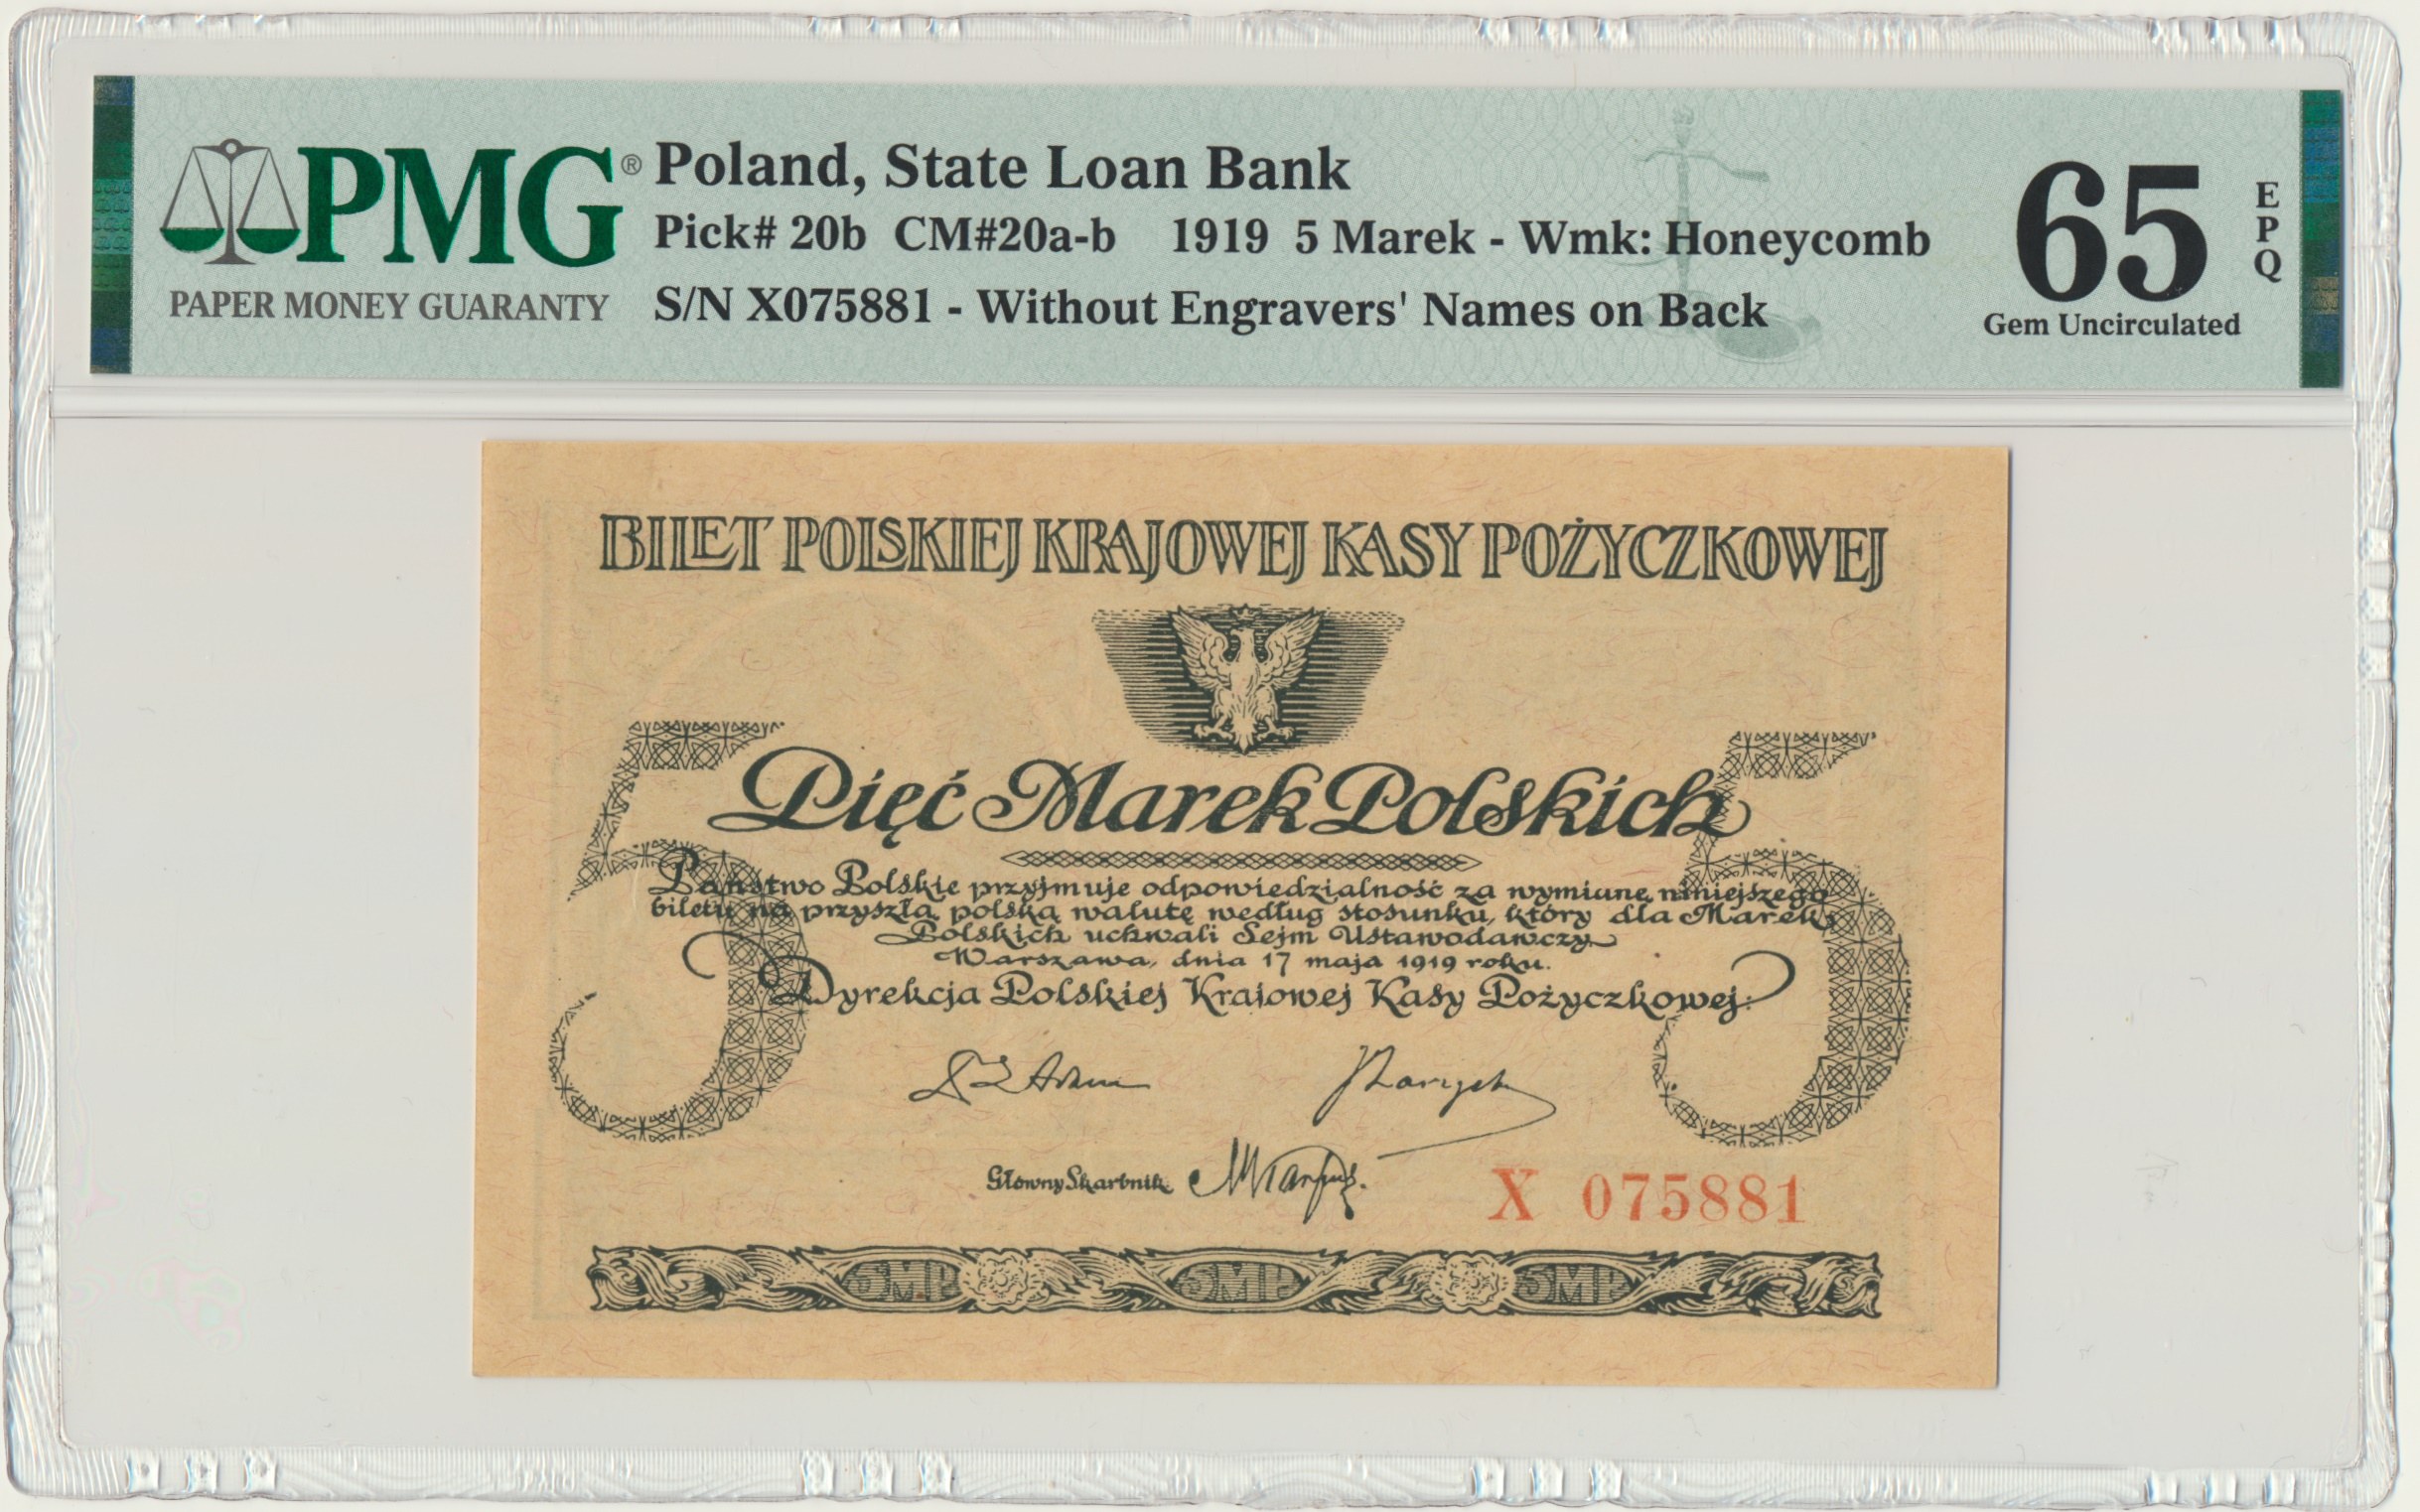 PMG®
PAPER MONEY GUARANTY
Poland, State Loan Bank
Pick# 20b CM#20a-b 1919 5 Marek - Wmk: Honeycomb
S/N X075881 - Without Engravers' Names on Back
65
EPQ
Gem Uncirculated
BILET POLSKIEJ KRAJOWEJ KASY POŻYCZKOWEJ
5 5
Pięć Marek Polskich
Państwo Polskie przyjmuje odpowiedzialność za wymianę niniejszego
biletu na przyszłą polską walutę według stosunku, który dla Marek
Polskich uchwali Sejm Ustawodawczy
Warszawa, dnia 17 maja 1919 roku.
Dyrekcja Polskiej Krajowej Kasy Pożyczkowej:
Główny Skarbnik
X 075881
5MP 5MP 5MP